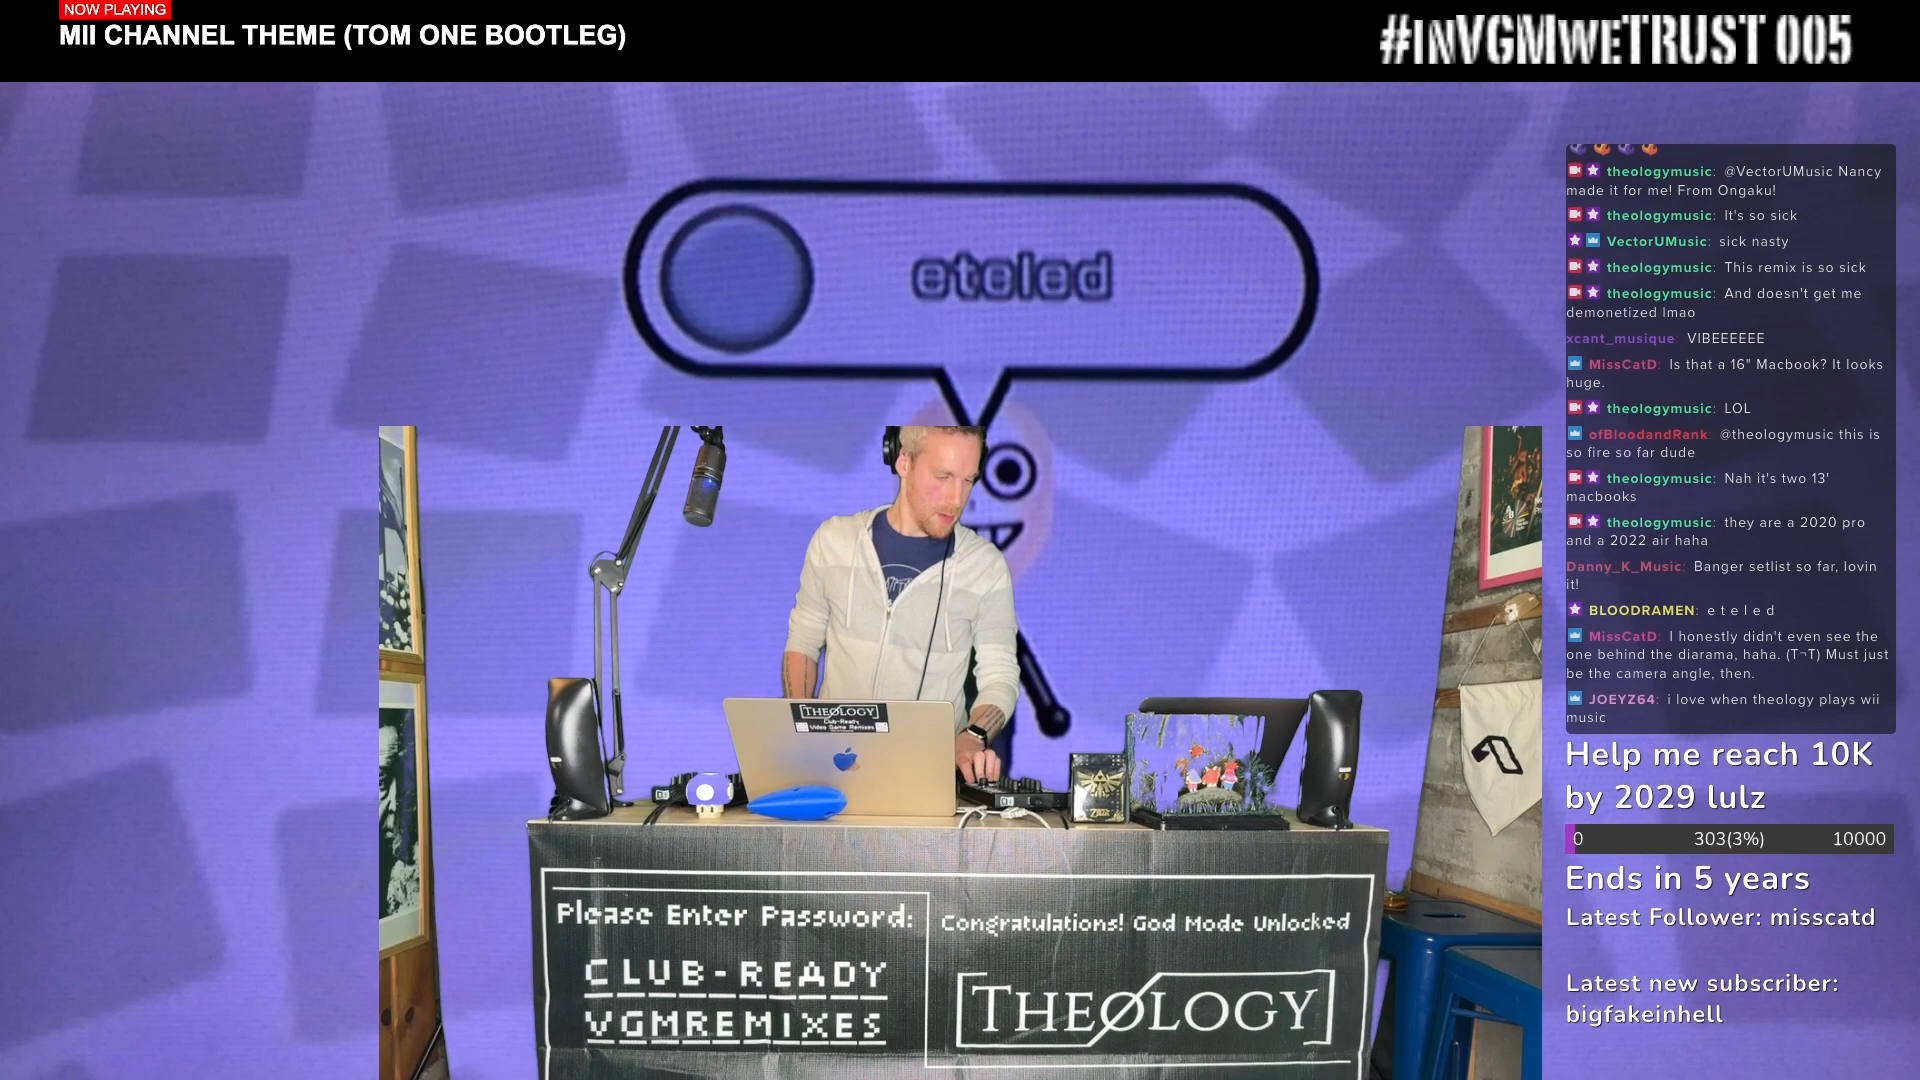 NOW PLAYING
MII CHANNEL THEME (TOM ONE BOOTLEG)
#INVGMWETRUST 005
eteled
theologymusic: @VectorUMusic Nancy
made it for me! From Ongaku!
theologymusic: It's so sick
VectorUMusic: sick nasty
theologymusic: This remix is so sick
theologymusic: And doesn't get me
demonetized lmao
xcant_musique: VIBEEEEEE
MissCatD: Is that a 16" Macbook? It looks
huge.
theologymusic: LOL
ofBloodandRank: @theologymusic this is
so fire so far dude
theologymusic: Nah it's two 13'
macbooks
theologymusic: they are a 2020 pro
and a 2022 air haha
Danny_K_Music: Banger setlist so far, lovin
it!
BLOODRAMEN: e t e l e d
MissCatD: I honestly didn't even see the
one behind the diarama, haha. (T¬T) Must just
be the camera angle, then.
JOEYZ64: i love when theology plays wii
music
Help me reach 10K
by 2029 lulz
0 303(3%) 10000
Ends in 5 years
Latest Follower: misscatd
Latest new subscriber:
bigfakeinhell
THEOLOGY
Club-Ready
Video Game Remixes
ZELDA
Please Enter Password:
CLUB-READY
VGMREMIXES
Congratulations! God Mode Unlocked
THEØLOGY